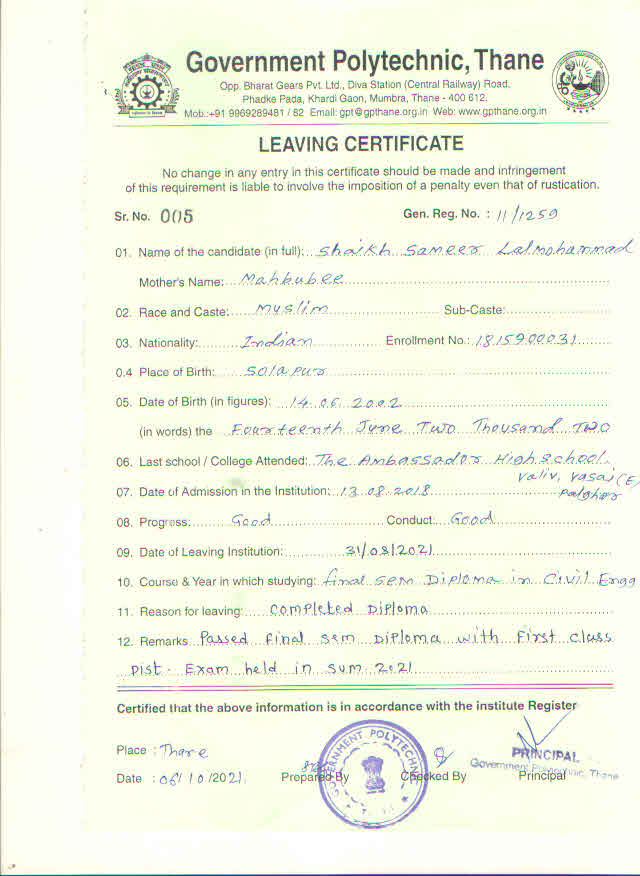 Government Polytechnic, Thane
Opp. Bharat Gears Pvt. Ltd., Diva Station (Central Railway) Road.
Phadke Pada, Khardi Gaon, Mumbra, Thane - 400 612.
Mob.:+91 9969289481 / 82 Email: gpt@gpthane.org.in Web: www.gpthane.org.in
LEAVING CERTIFICATE
No change in any entry in this certificate should be made and infringement
of this requirement is liable to involve the imposition of a penalty even that of rustication.
Sr. No. 005 Gen. Reg. No. : 11/1259
01. Name of the candidate (in full): Shaikh Sameer Lalmohammad
Mother's Name: Mahbubee
02. Race and Caste: Muslim Sub-Caste:
03. Nationality: Indian Enrollment No.: 1815900031
0.4 Place of Birth: Solapur
05. Date of Birth (in figures): 14.06.2002
(in words) the Fourteenth June Two Thousand Two
06. Last school / College Attended: The Ambassador High school.
Valiv, Vasai (E)
07. Date of Admission in the Institution: 13.08.2018 Palghar
08. Progress: Good Conduct: Good
09. Date of Leaving Institution: 31/08/2021
10. Course & Year in which studying: final sem Diploma in Civil Engg
11. Reason for leaving: Completed Diploma
12. Remarks Passed final sem Diploma with First class
Dist. Exam held in sum 2021
Certified that the above information is in accordance with the institute Register
Place : Thane
PRINCIPAL
Government Polytechnic, Thane
Date : 06/10/2021. Prepared By Checked By Principal
GOVERNMENT POLYTECHNIC